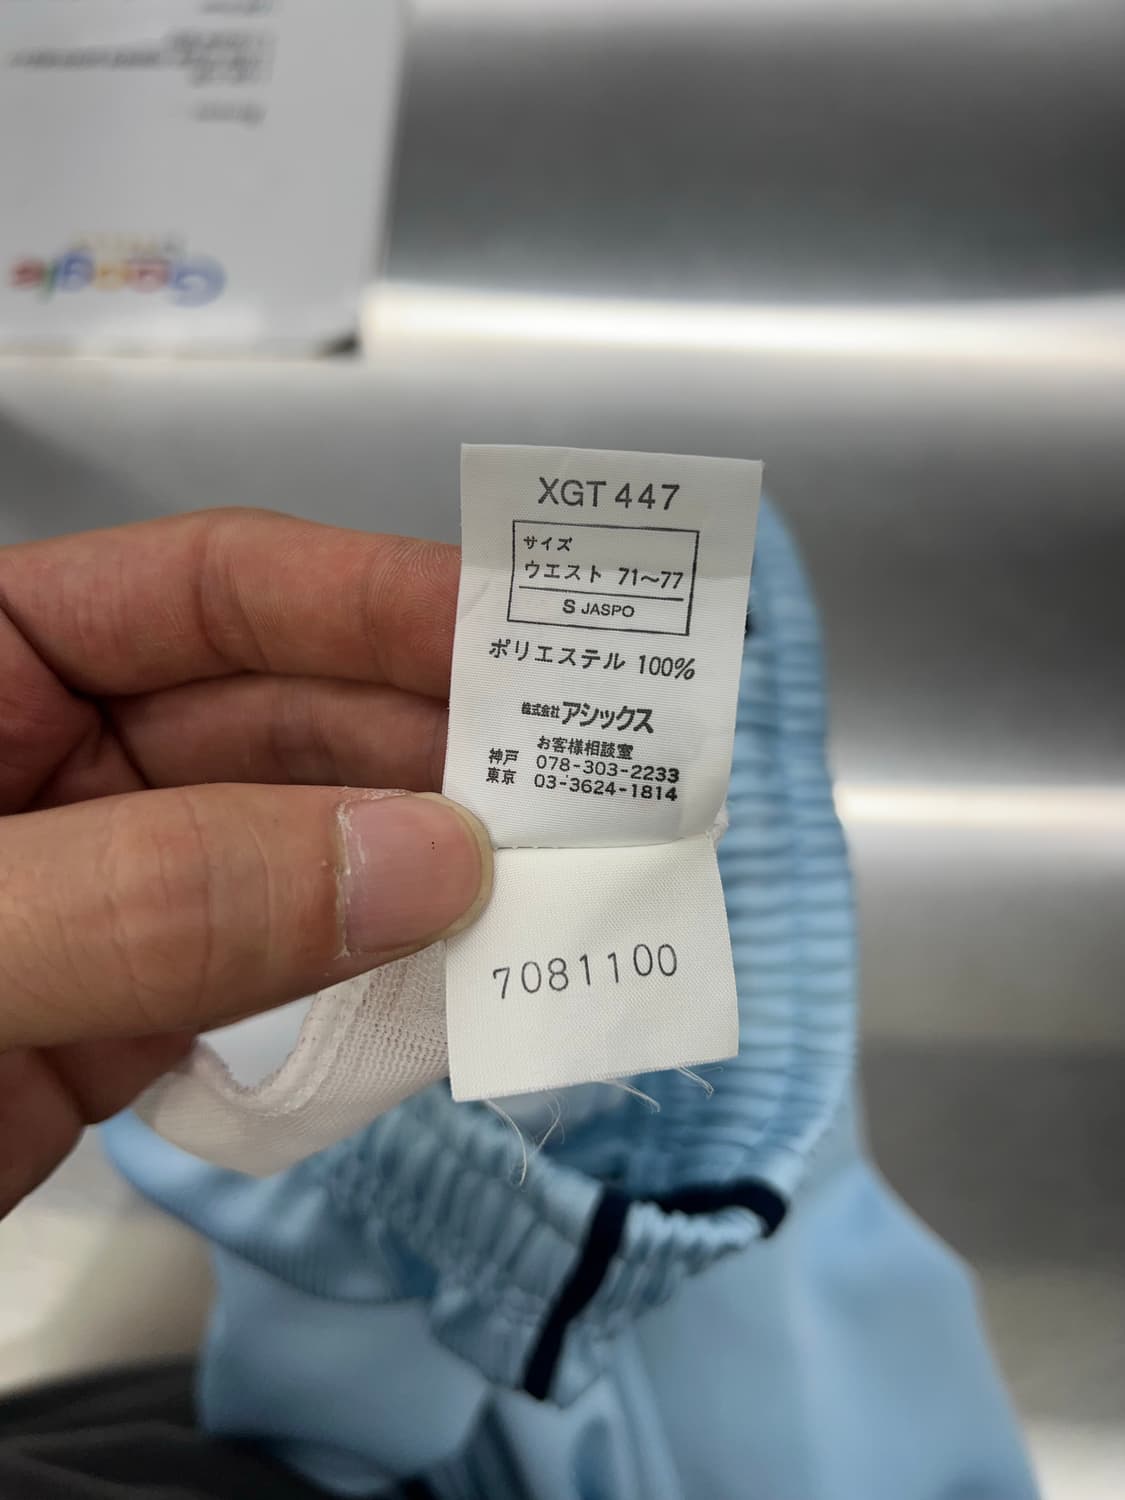 Google
XGT 447
サイズ
ウエスト 71〜77
S JASPO
ポリエステル 100%
株式会社アシックス
お客様相談室
神戸 078-303-2233
東京 03-3624-1814
7081100